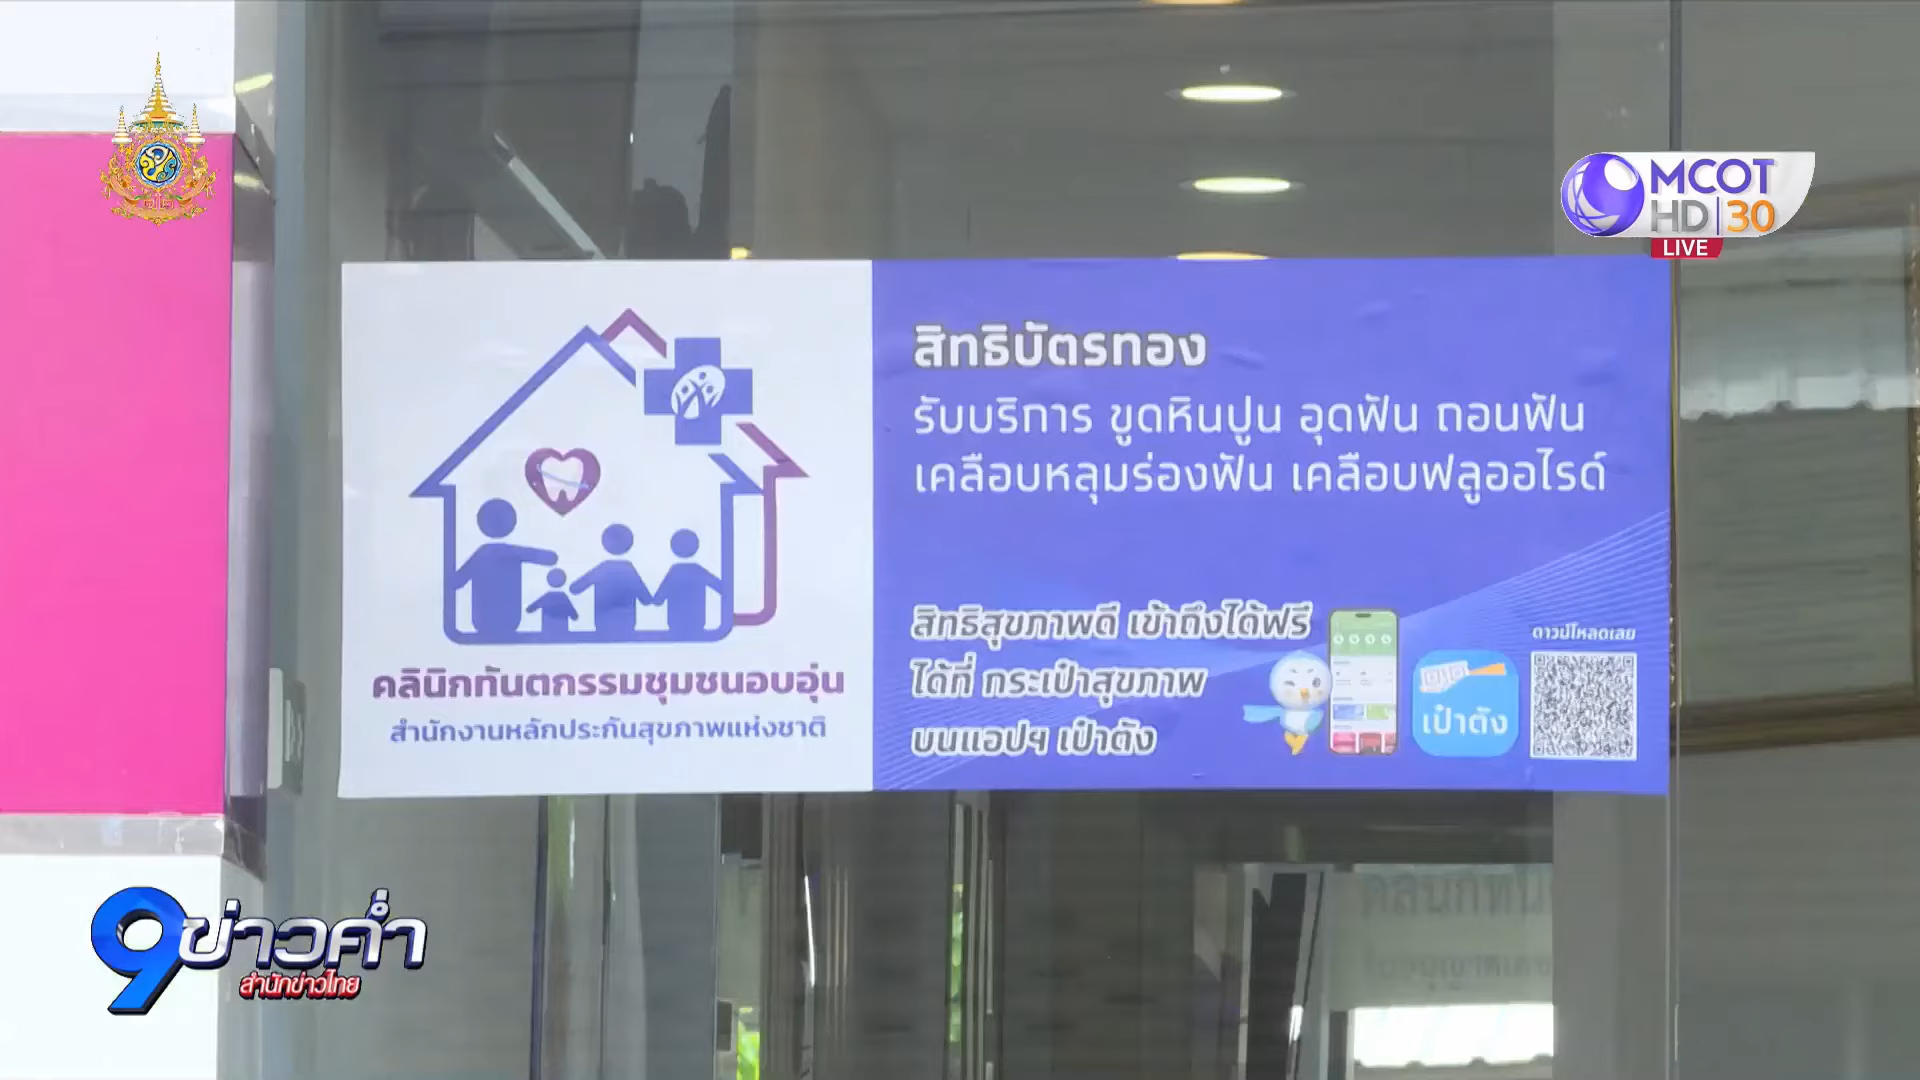 MCOT
HD 30
LIVE
สิทธิบัตรทอง
รับบริการ ขูดหินปูน อุดฟัน ถอนฟัน
เคลือบหลุมร่องฟัน เคลือบฟลูออไรด์
สิทธิสุขภาพดี เข้าถึงได้ฟรี
ได้ที่ กระเป๋าสุขภาพ
บนแอปฯ เป๋าตัง
ดาวน์โหลดเลย
เป๋าตัง
คลินิกทันตกรรมชุมชนอบอุ่น
สำนักงานหลักประกันสุขภาพแห่งชาติ
9ข่าวค่ำ
สำนักข่าวไทย